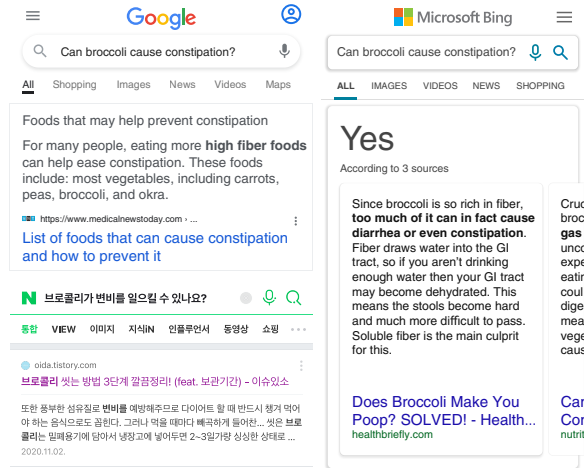 Google
Can broccoli cause constipation?
All Shopping Images News Videos Maps
Foods that may help prevent constipation
For many people, eating more high fiber foods
can help ease constipation. These foods
include: most vegetables, including carrots,
peas, broccoli, and okra.
https://www.medicalnewstoday.com › ...
List of foods that can cause constipation
and how to prevent it
N 브로콜리가 변비를 일으킬 수 있나요?
통합 VIEW 이미지 지식iN 인플루언서 동영상 쇼핑
oida.tistory.com
브로콜리 씻는 방법 3단계 깔끔정리! (feat. 보관기간) - 이슈있소
또한 풍부한 섬유질로 변비를 예방해주므로 다이어트 할 때 반드시 챙겨 먹어
야 하는 음식으로도 꼽힌다. 그러나 먹을 때마다 빼곡하게 들어찬... 씻은 브로
콜리는 밀폐용기에 담아서 냉장고에 넣어두면 2~3일가량 싱싱한 상태로 ...
2020.11.02.
Microsoft Bing
Can broccoli cause constipation?
ALL IMAGES VIDEOS NEWS SHOPPING
Yes
According to 3 sources
Since broccoli is so rich in fiber,
too much of it can in fact cause
diarrhea or even constipation.
Fiber draws water into the GI
tract, so if you aren't drinking
enough water then your GI tract
may become dehydrated. This
means the stools become hard
and much more difficult to pass.
Soluble fiber is the main culprit
for this.
Does Broccoli Make You
Poop? SOLVED! - Health...
healthbriefly.com
Cruc
broc
gas
unco
expe
eatin
coul
dige
mea
vege
caus
Car
Con
nutrit